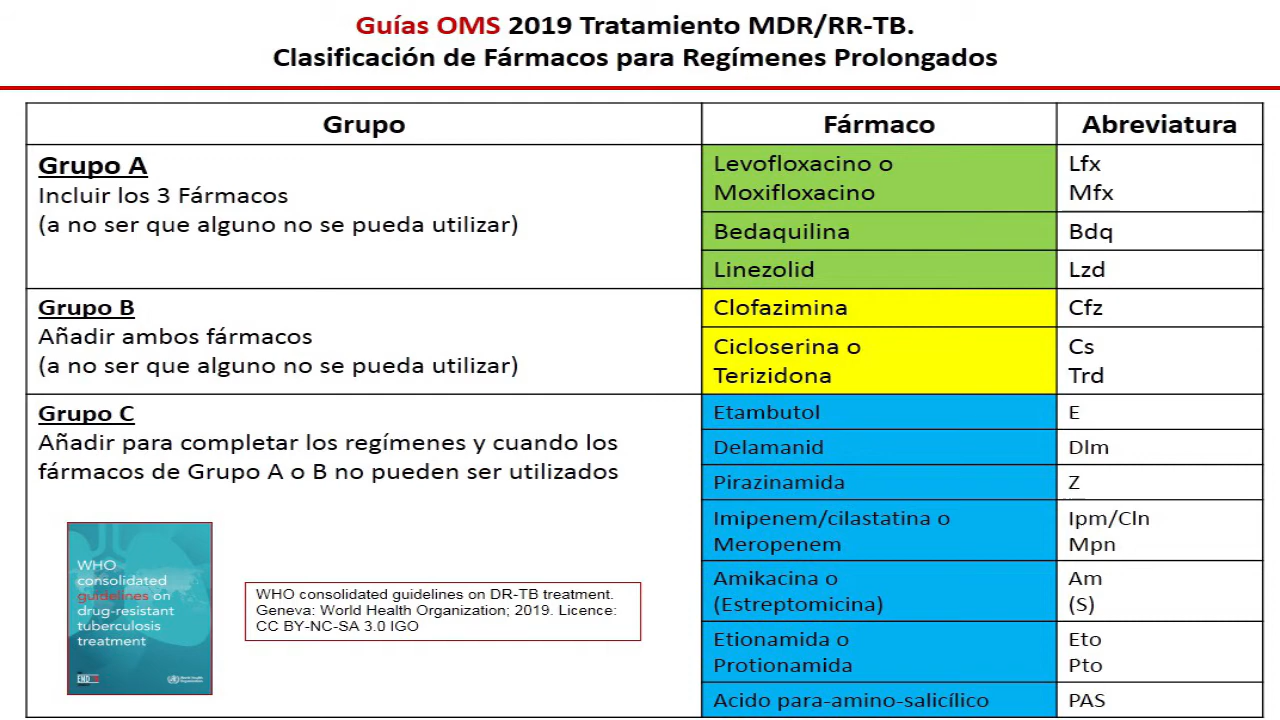 Guías OMS 2019 Tratamiento MDR/RR-TB.
Clasificación de Fármacos para Regímenes Prolongados
Grupo
Fármaco
Abreviatura
Grupo A
Incluir los 3 Fármacos
(a no ser que alguno no se pueda utilizar)
Levofloxacino o
Moxifloxacino
Lfx
Mfx
Bedaquilina
Bdq
Linezolid
Lzd
Grupo B
Añadir ambos fármacos
(a no ser que alguno no se pueda utilizar)
Clofazimina
Cfz
Cicloserina o
Terizidona
Cs
Trd
Grupo C
Añadir para completar los regímenes y cuando los
fármacos de Grupo A o B no pueden ser utilizados
Etambutol
E
Delamanid
Dlm
Pirazinamida
Z
Imipenem/cilastatina o
Meropenem
Ipm/Cln
Mpn
Amikacina o
(Estreptomicina)
Am
(S)
Etionamida o
Protionamida
Eto
Pto
Acido para-amino-salicílico
PAS
WHO
consolidated
guidelines on
drug-resistant
tuberculosis
treatment
END
World Health
Organization
WHO consolidated guidelines on DR-TB treatment.
Geneva: World Health Organization; 2019. Licence:
CC BY-NC-SA 3.0 IGO